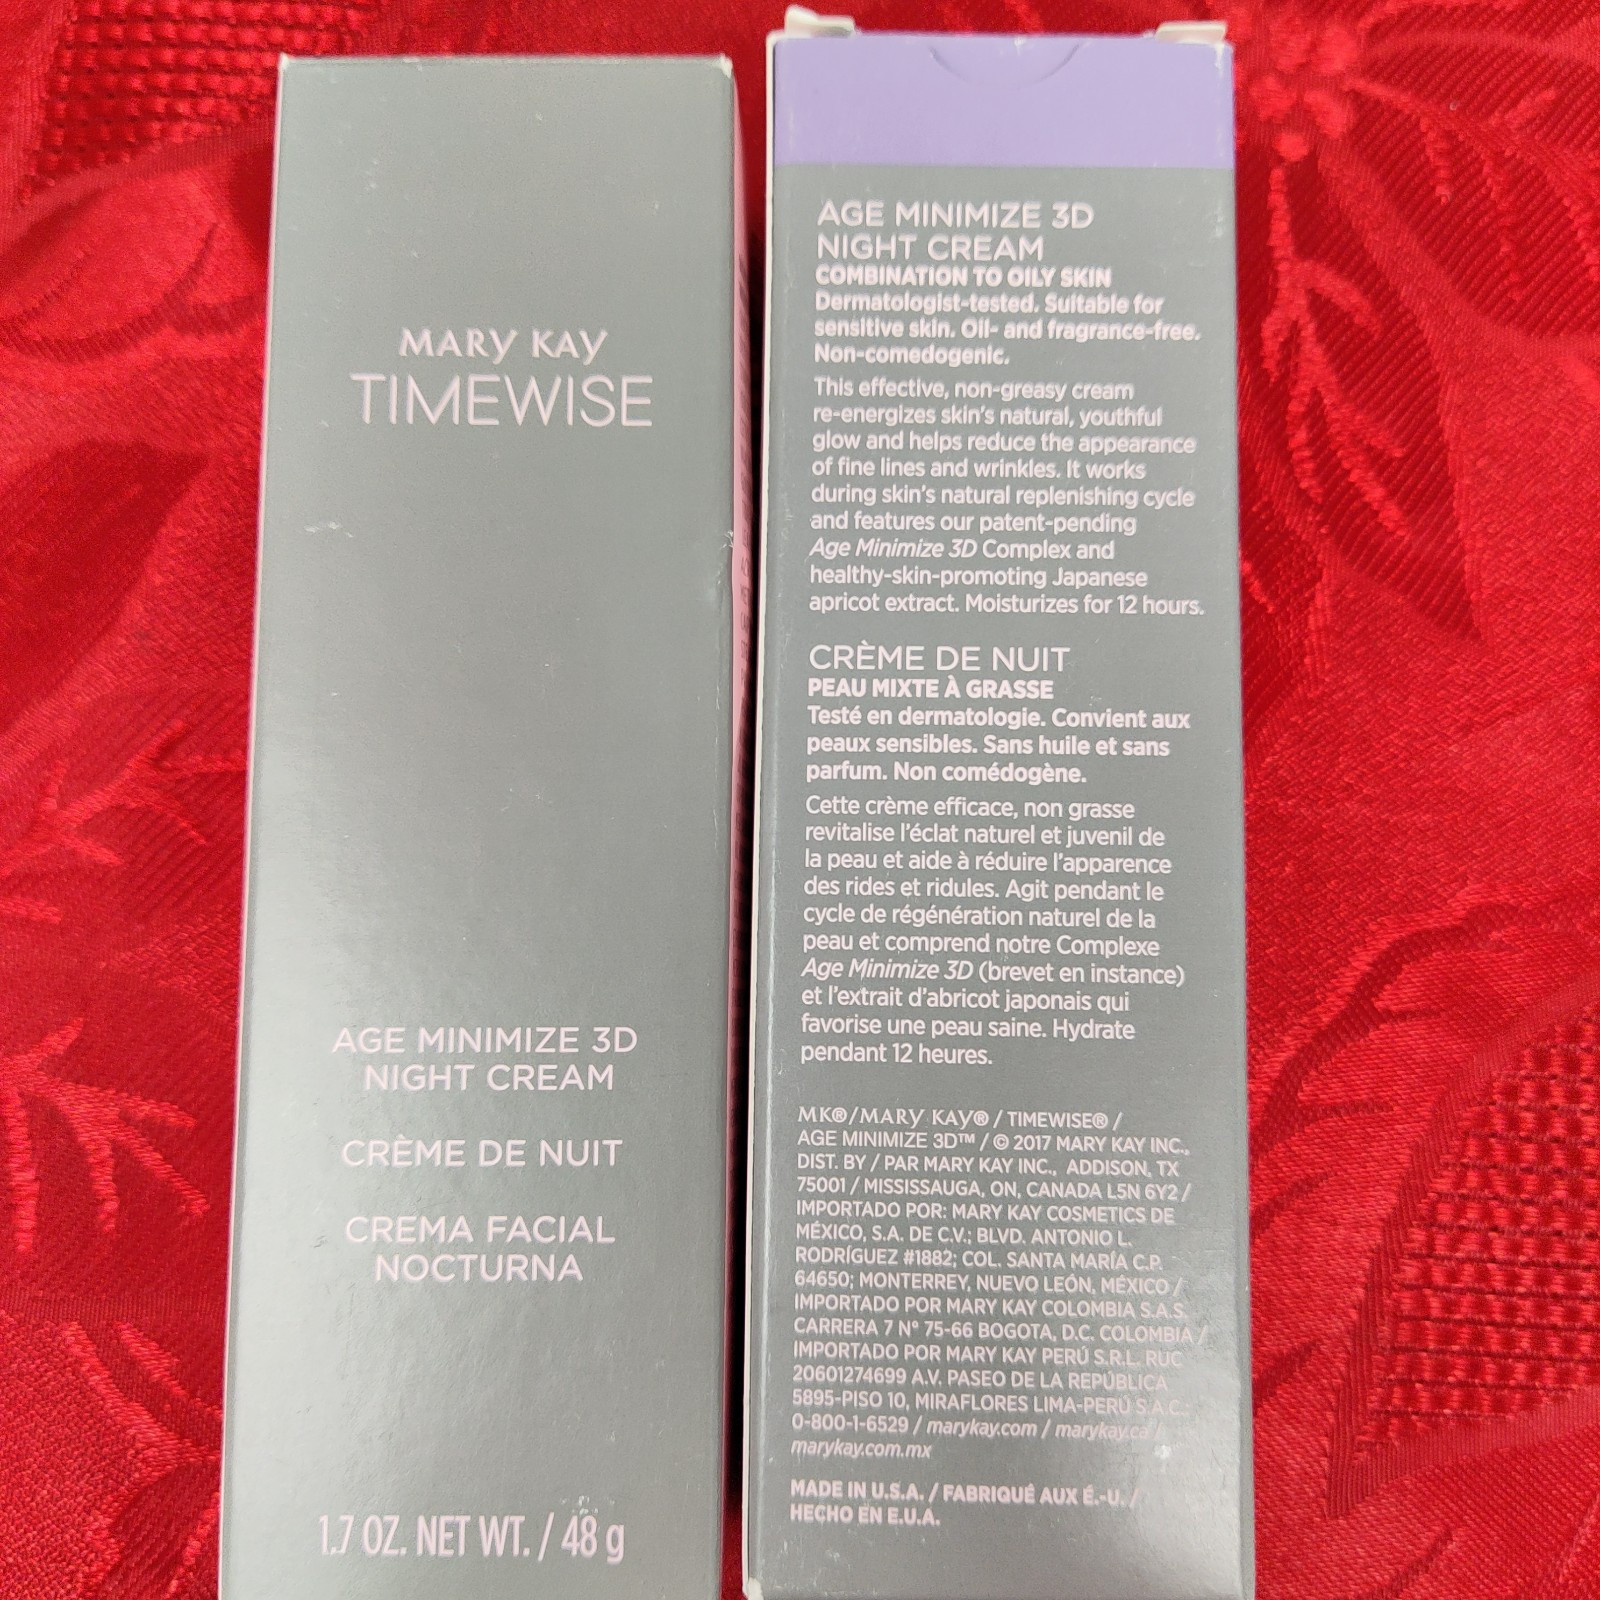 MARY KAY
TIMEWISE
AGE MINIMIZE 3D
NIGHT CREAM
CRÈME DE NUIT
CREMA FACIAL
NOCTURNA
1.7 OZ. NET WT. / 48 g
AGE MINIMIZE 3D
NIGHT CREAM
COMBINATION TO OILY SKIN
Dermatologist-tested. Suitable for
sensitive skin. Oil- and fragrance-free.
Non-comedogenic.
This effective, non-greasy cream
re-energizes skin's natural, youthful
glow and helps reduce the appearance
of fine lines and wrinkles. It works
during skin's natural replenishing cycle
and features our patent-pending
Age Minimize 3D Complex and
healthy-skin-promoting Japanese
apricot extract. Moisturizes for 12 hours.
CRÈME DE NUIT
PEAU MIXTE À GRASSE
Testé en dermatologie. Convient aux
peaux sensibles. Sans huile et sans
parfum. Non comédogène.
Cette crème efficace, non grasse
revitalise l'éclat naturel et juvenil de
la peau et aide à réduire l'apparence
des rides et ridules. Agit pendant le
cycle de régénération naturel de la
peau et comprend notre Complexe
Age Minimize 3D (brevet en instance)
et l'extrait d'abricot japonais qui
favorise une peau saine. Hydrate
pendant 12 heures.
MK®/MARY KAY® / TIMEWISE® /
AGE MINIMIZE 3D™ / © 2017 MARY KAY INC.,
DIST. BY / PAR MARY KAY INC., ADDISON, TX
75001 / MISSISSAUGA, ON, CANADA L5N 6Y2 /
IMPORTADO POR: MARY KAY COSMETICS DE
MÉXICO, S.A. DE C.V.; BLVD. ANTONIO L.
RODRÍGUEZ #1882; COL. SANTA MARÍA C.P.
64650; MONTERREY, NUEVO LEÓN, MÉXICO /
IMPORTADO POR MARY KAY COLOMBIA S.A.S.
CARRERA 7 N° 75-66 BOGOTA, D.C. COLOMBIA /
IMPORTADO POR MARY KAY PERÚ S.R.L. RUC
20601274699 A.V. PASEO DE LA REPÚBLICA
5895-PISO 10, MIRAFLORES LIMA-PERÚ S.A.C.
0-800-1-6529 / marykay.com / marykay.ca /
marykay.com.mx
MADE IN U.S.A. / FABRIQUÉ AUX É.-U. /
HECHO EN E.U.A.